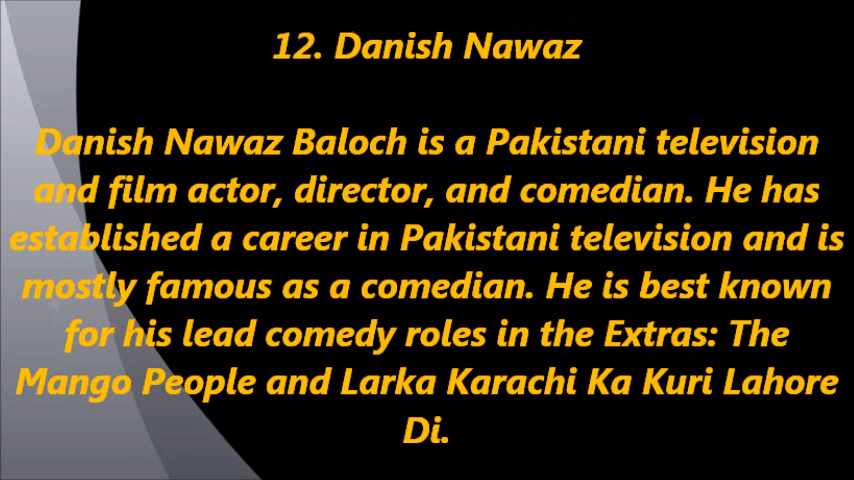 12. Danish Nawaz
Danish Nawaz Baloch is a Pakistani television
and film actor, director, and comedian. He has
established a career in Pakistani television and is
mostly famous as a comedian. He is best known
for his lead comedy roles in the Extras: The
Mango People and Larka Karachi Ka Kuri Lahore
Di.